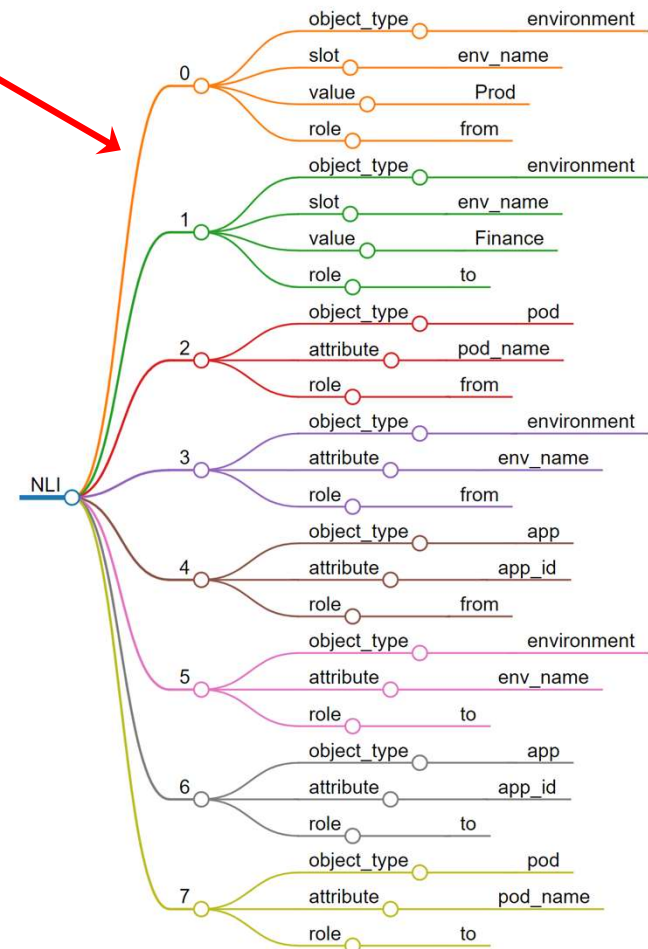 object_type environment
slot env_name
0
value Prod
role from
object_type environment
slot env_name
1
value Finance
role to
object_type pod
2 attribute pod_name
role from
object_type environment
3 attribute env_name
NLI
role from
object_type app
4 attribute app_id
role from
object_type environment
5 attribute env_name
role to
object_type app
6 attribute app_id
role to
object_type pod
7 attribute pod_name
role to